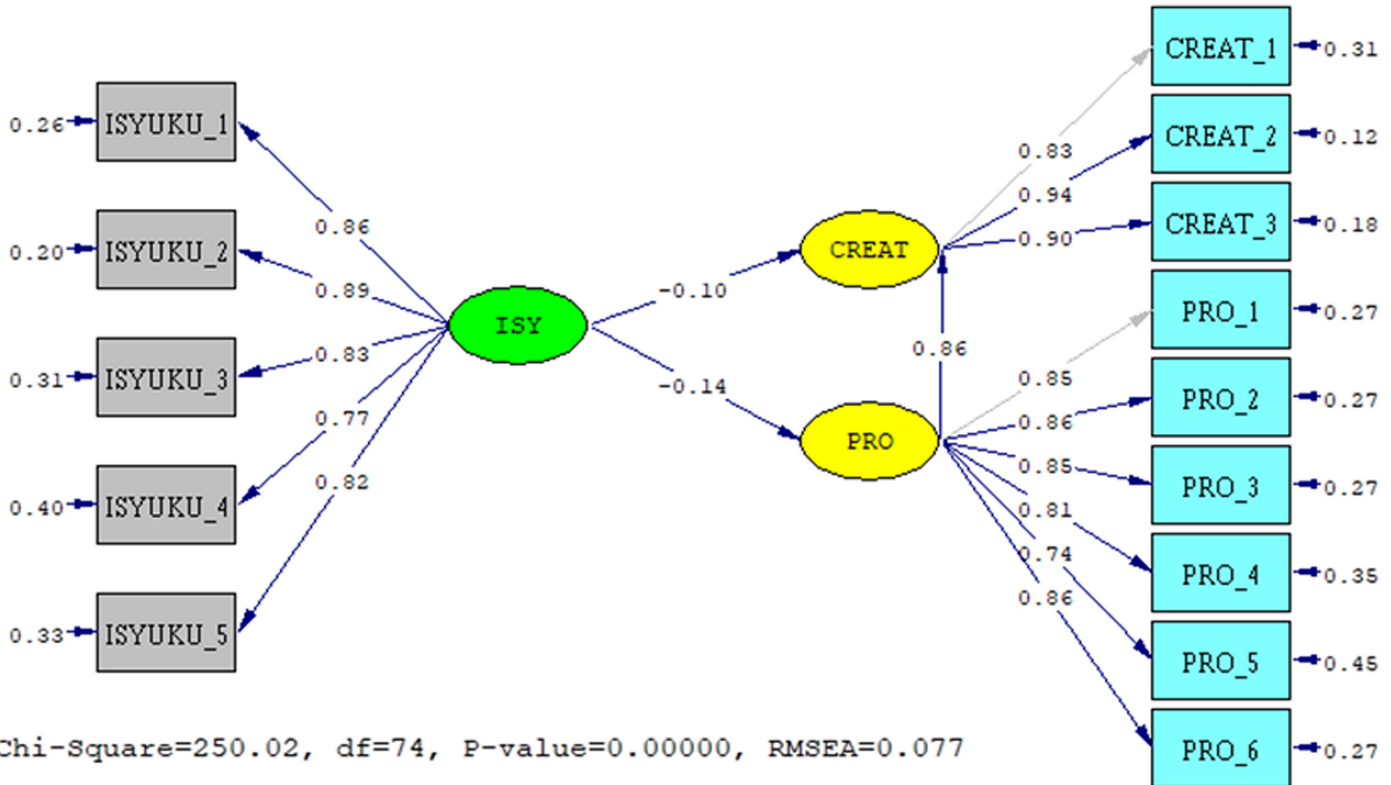 0.26 ISYUKU_1
0.20 ISYUKU_2
0.31 ISYUKU_3
0.40 ISYUKU_4
0.33 ISYUKU_5
0.86
0.89
0.83
0.77
0.82
ISY
-0.10
-0.14
CREAT
0.86
PRO
0.83
0.94
0.90
0.85
0.86
0.85
0.81
0.74
0.86
CREAT_1 0.31
CREAT_2 0.12
CREAT_3 0.18
PRO_1 0.27
PRO_2 0.27
PRO_3 0.27
PRO_4 0.35
PRO_5 0.45
PRO_6 0.27
Chi-Square=250.02, df=74, P-value=0.00000, RMSEA=0.077